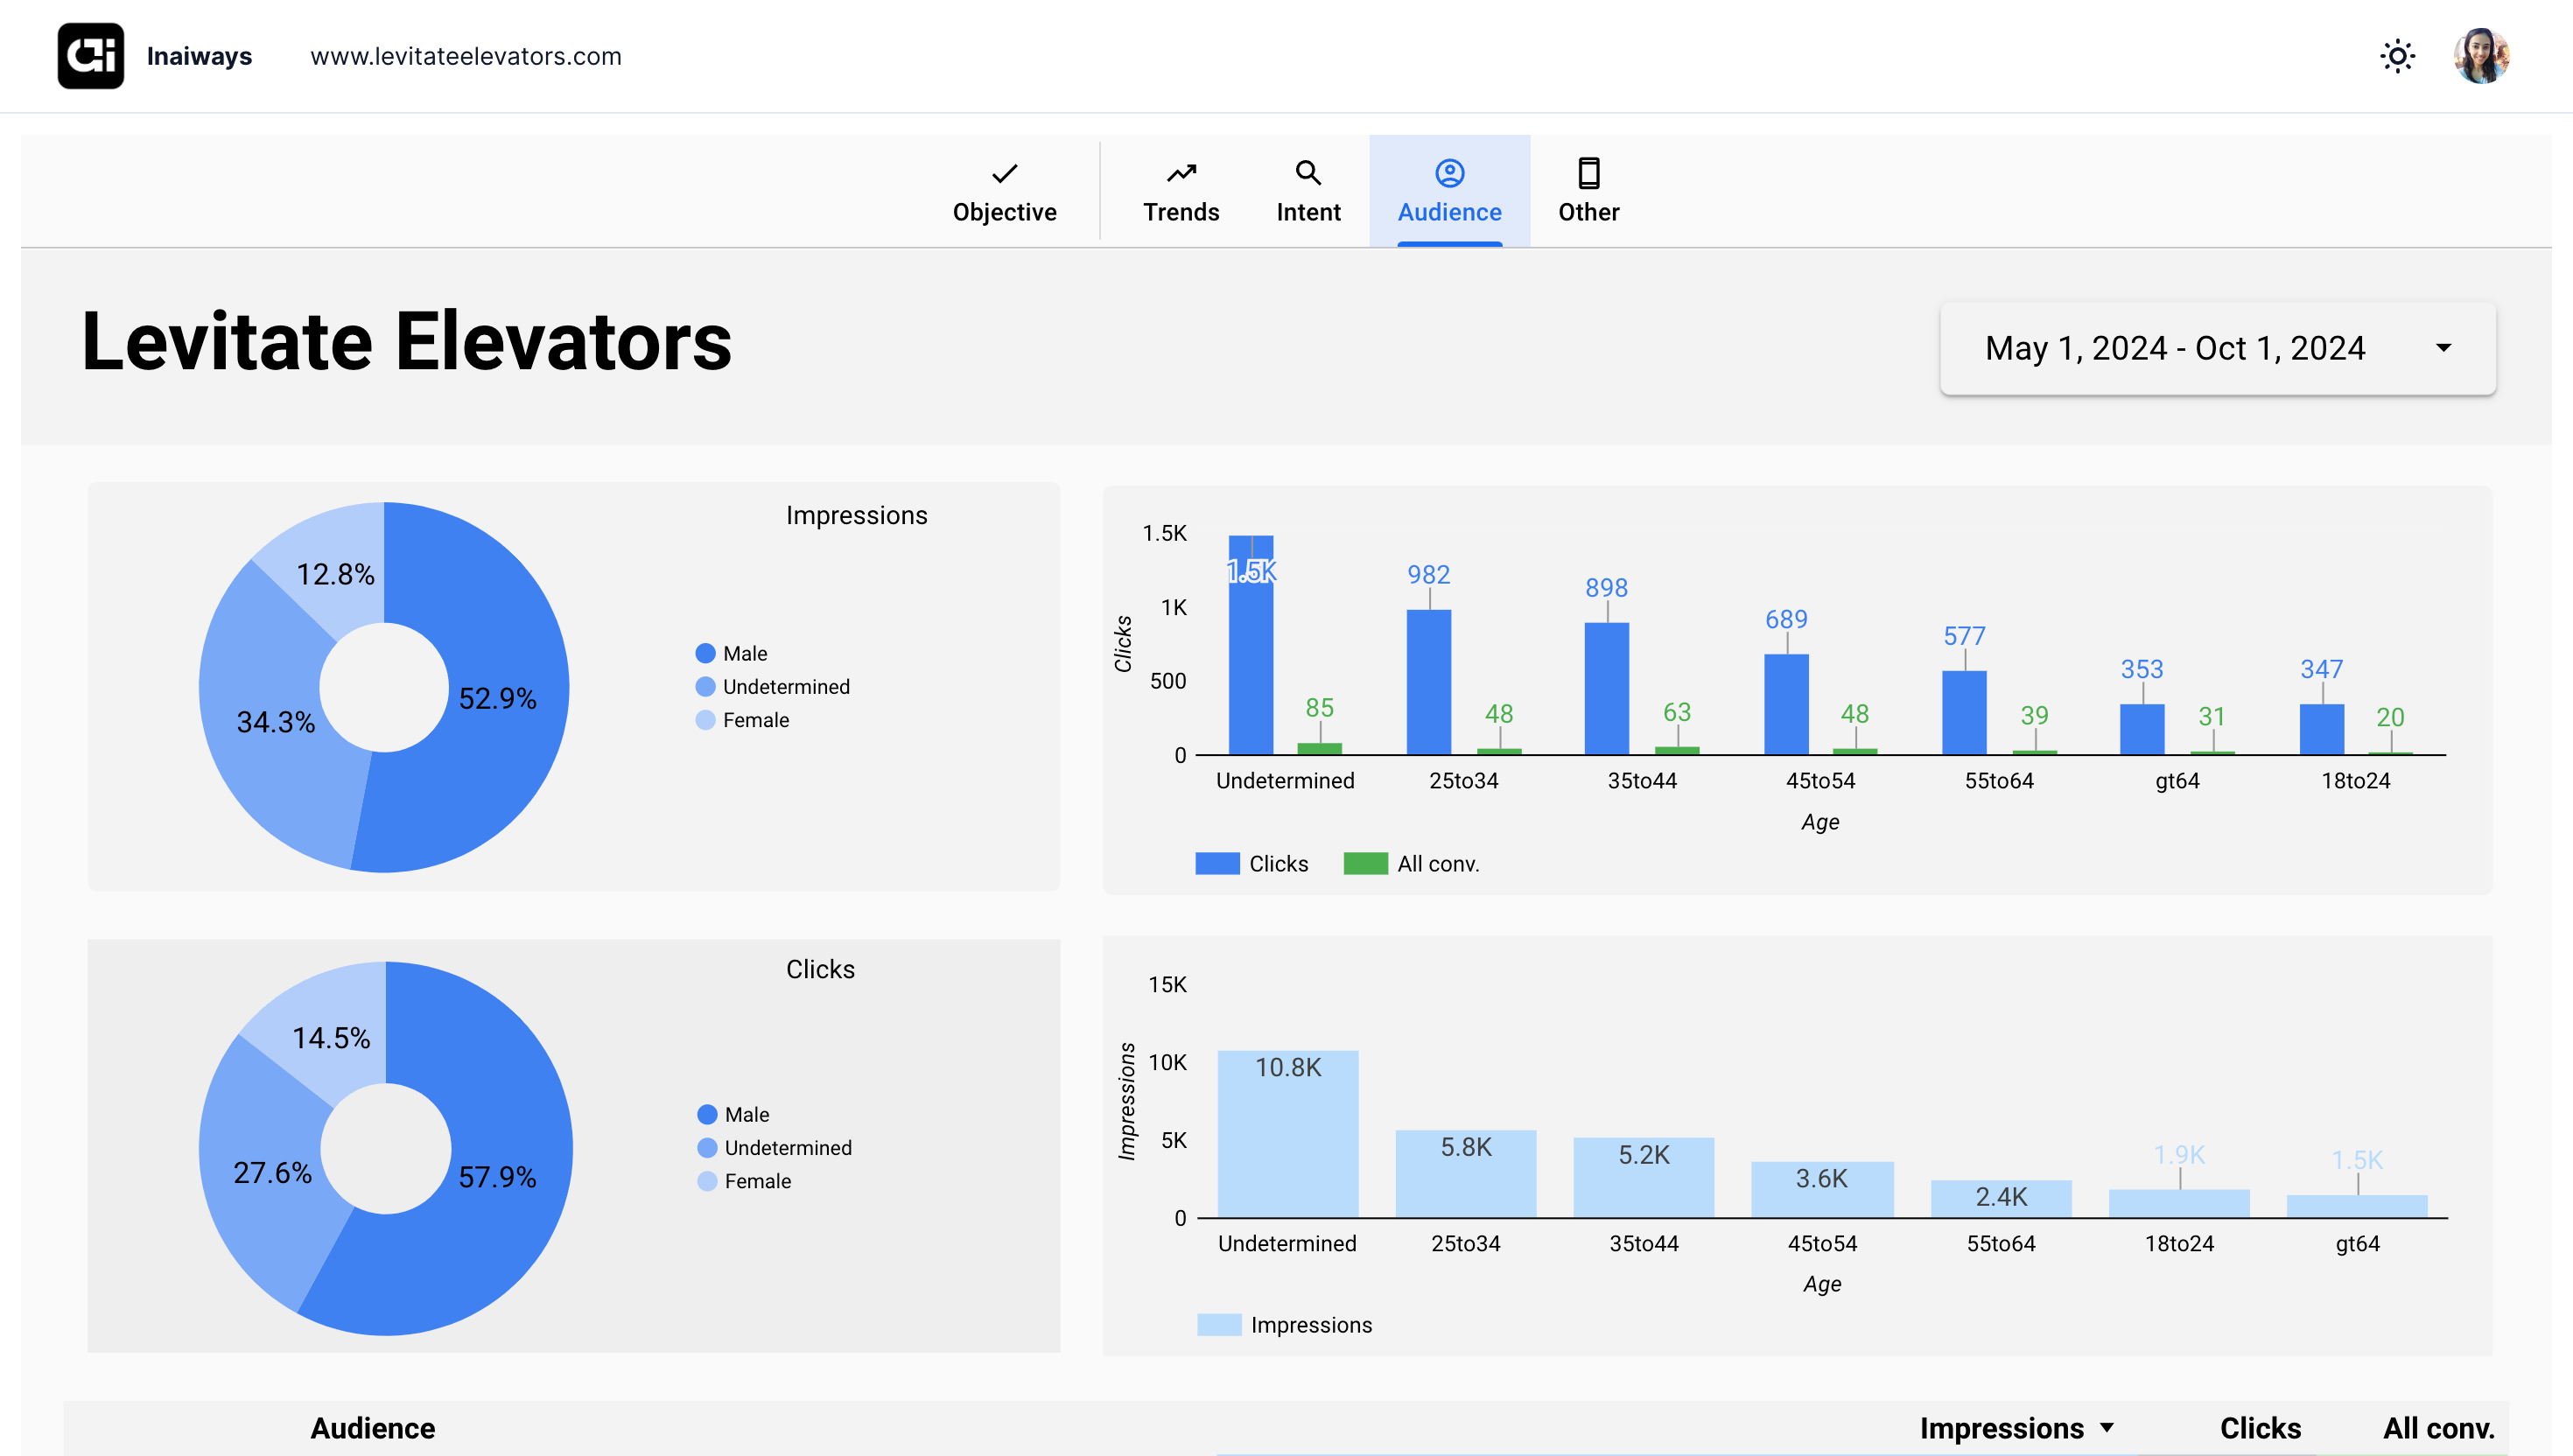 Inaiways
www.levitateelevators.com
Objective
Trends
Intent
Audience
Other
Levitate Elevators
May 1, 2024 - Oct 1, 2024
Impressions
12.8%
34.3%
52.9%
Male
Undetermined
Female
1.5K
1K
500
0
Clicks
1.5K
85
982
48
898
63
689
48
577
39
353
31
347
20
Undetermined
25to34
35to44
45to54
55to64
gt64
18to24
Age
Clicks
All conv.
Clicks
14.5%
27.6%
57.9%
Male
Undetermined
Female
15K
10K
5K
0
Impressions
10.8K
5.8K
5.2K
3.6K
2.4K
1.9K
1.5K
Undetermined
25to34
35to44
45to54
55to64
18to24
gt64
Age
Impressions
Audience
Impressions
Clicks
All conv.